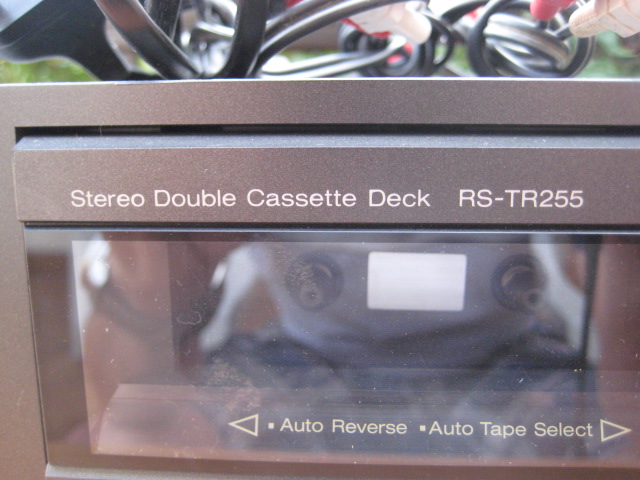 Stereo Double Cassette Deck RS-TR255
◁ ▪ Auto Reverse ▪ Auto Tape Select ▷